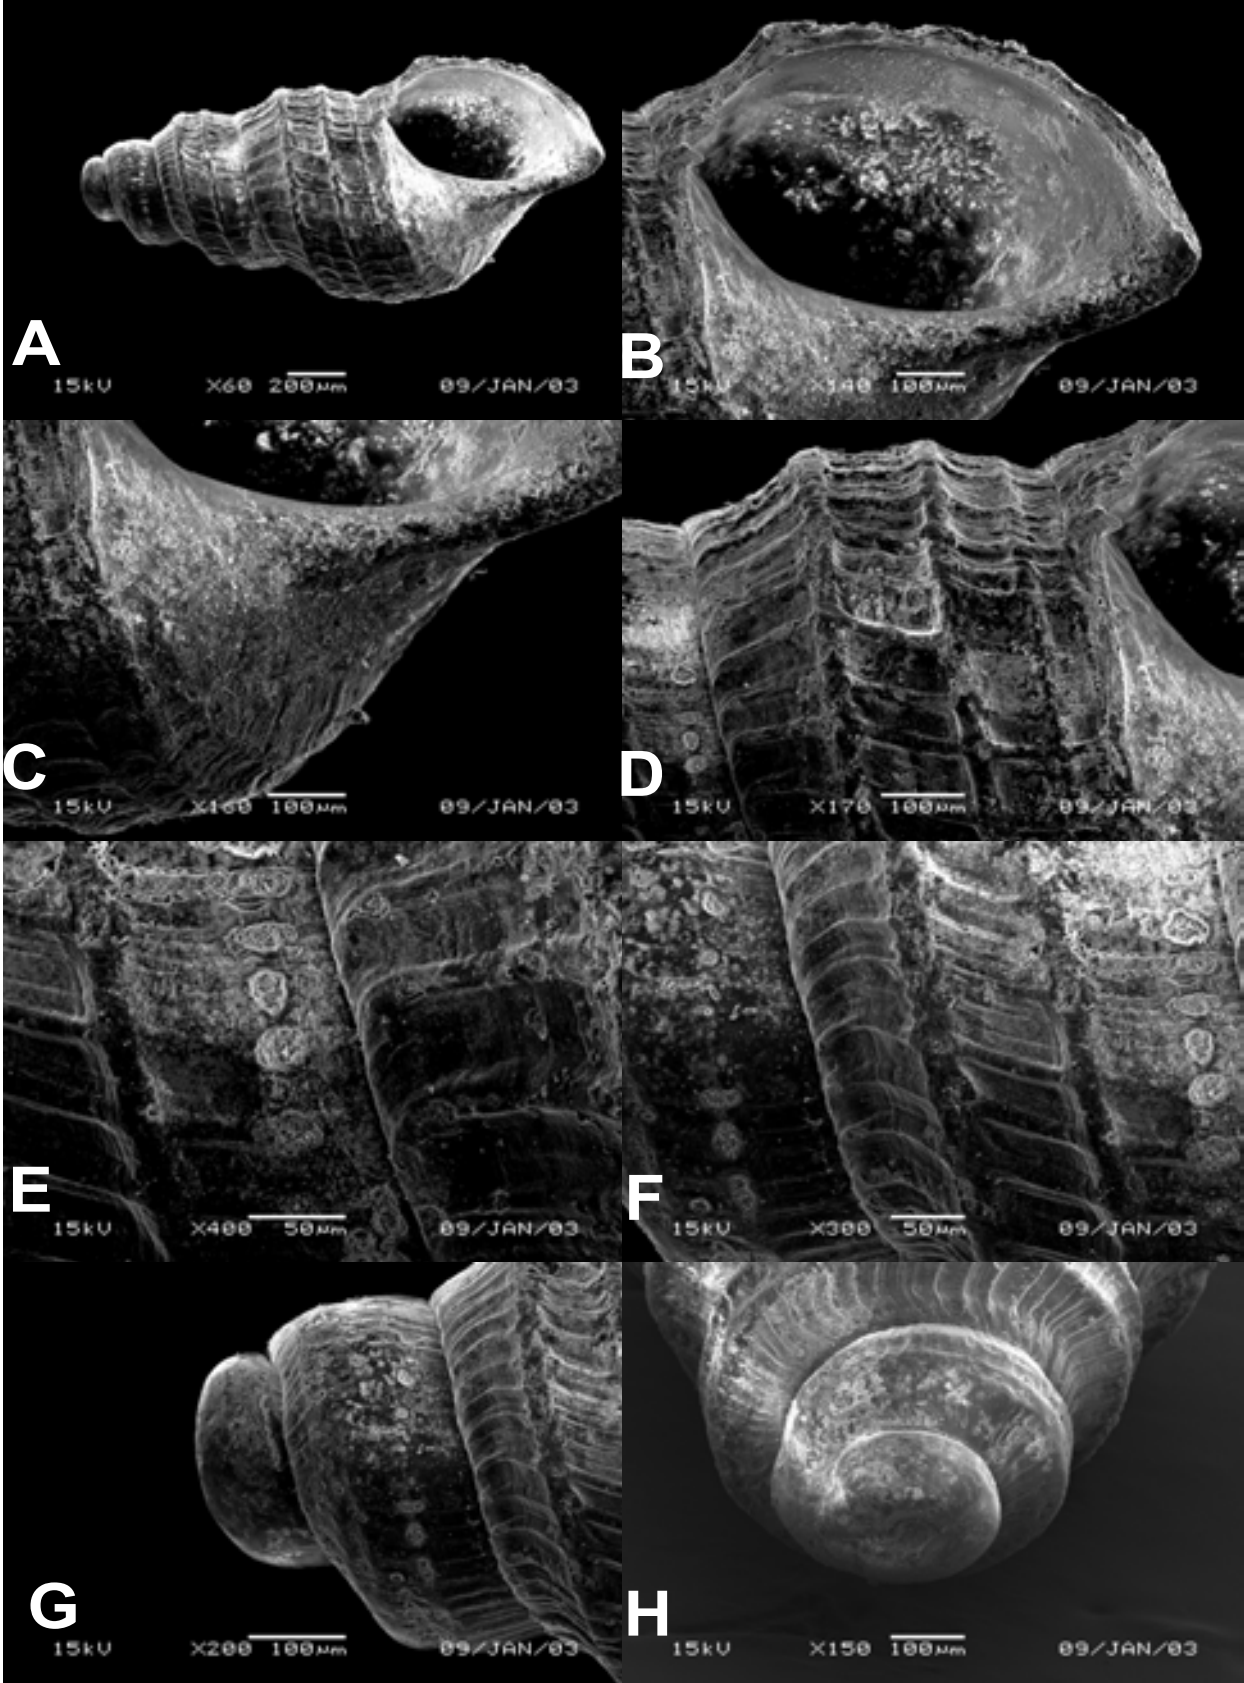 A
15kV X60 200µm 09/JAN/03
B
15kV X140 100µm 09/JAN/03
C
15kV X160 100µm 09/JAN/03
D
15kV X170 100µm 09/JAN/03
E
15kV X400 50µm 09/JAN/03
F
15kV X300 50µm 09/JAN/03
G
15kV X200 100µm 09/JAN/03
H
15kV X150 100µm 09/JAN/03